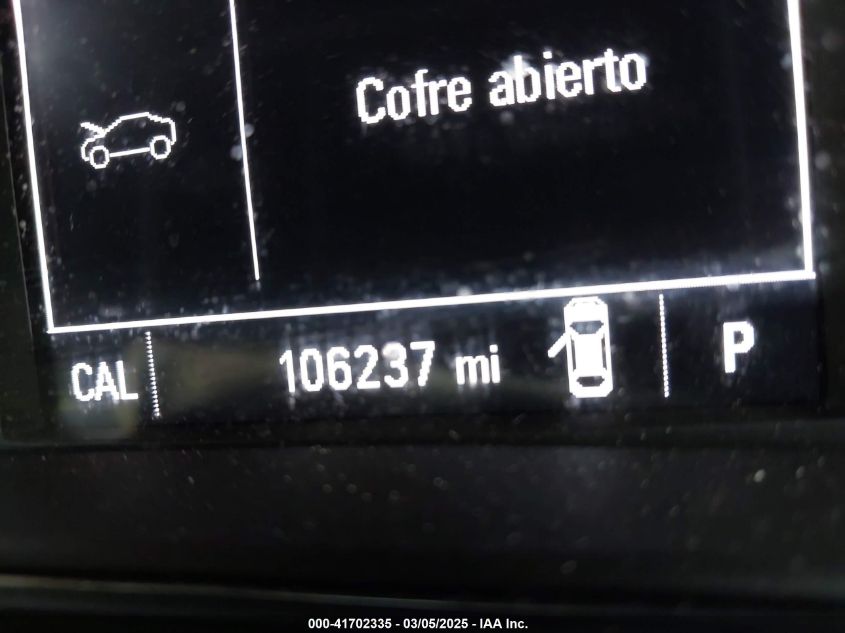 Cofre abierto
CAL 106237 mi P
000-41702335 - 03/05/2025 - IAA Inc.